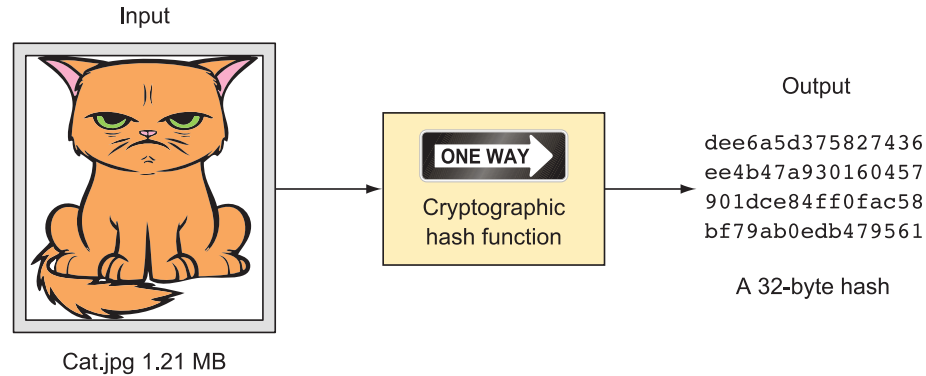 Input
Cat.jpg 1.21 MB
ONE WAY
Cryptographic
hash function
Output
dee6a5d375827436
ee4b47a930160457
901dce84ff0fac58
bf79ab0edb479561
A 32-byte hash